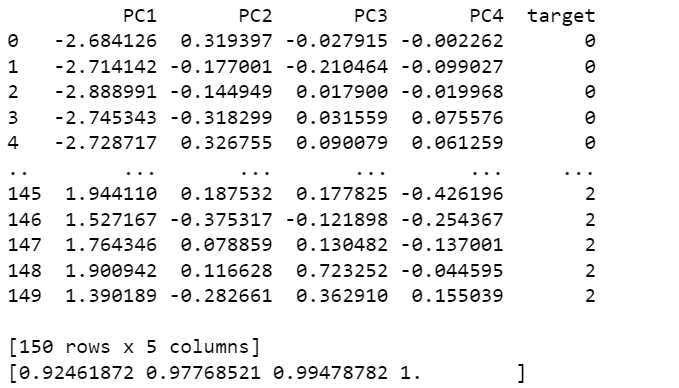 PC1 PC2 PC3 PC4 target
0 -2.684126 0.319397 -0.027915 -0.002262 0
1 -2.714142 -0.177001 -0.210464 -0.099027 0
2 -2.888991 -0.144949 0.017900 -0.019968 0
3 -2.745343 -0.318299 0.031559 0.075576 0
4 -2.728717 0.326755 0.090079 0.061259 0
.. ... ... ... ... ...
145 1.944110 0.187532 0.177825 -0.426196 2
146 1.527167 -0.375317 -0.121898 -0.254367 2
147 1.764346 0.078859 0.130482 -0.137001 2
148 1.900942 0.116628 0.723252 -0.044595 2
149 1.390189 -0.282661 0.362910 0.155039 2
[150 rows x 5 columns]
[0.92461872 0.97768521 0.99478782 1. ]